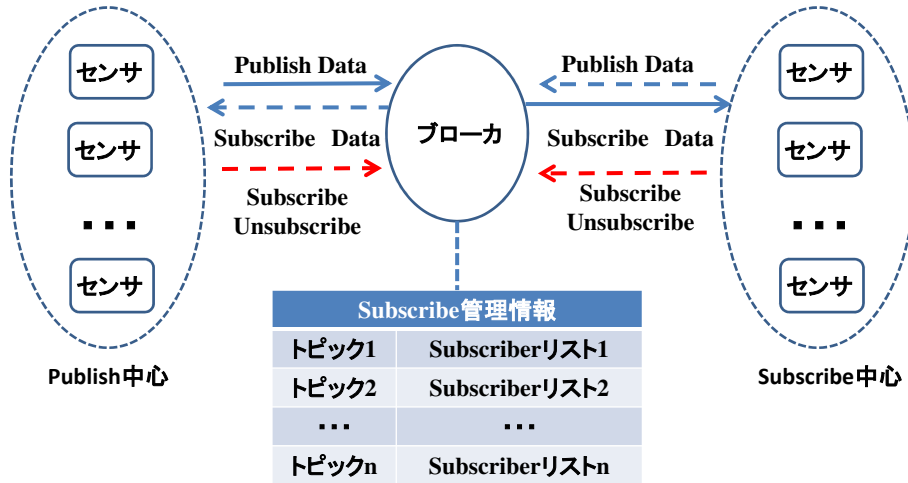 センサ
センサ
・・・
センサ
Publish中心
Publish Data
Subscribe Data
Subscribe
Unsubscribe
ブローカ
Publish Data
Subscribe Data
Subscribe
Unsubscribe
センサ
センサ
・・・
センサ
Subscribe中心
Subscribe管理情報
トピック1 Subscriberリスト1
トピック2 Subscriberリスト2
・・・ ・・・
トピックn Subscriberリストn